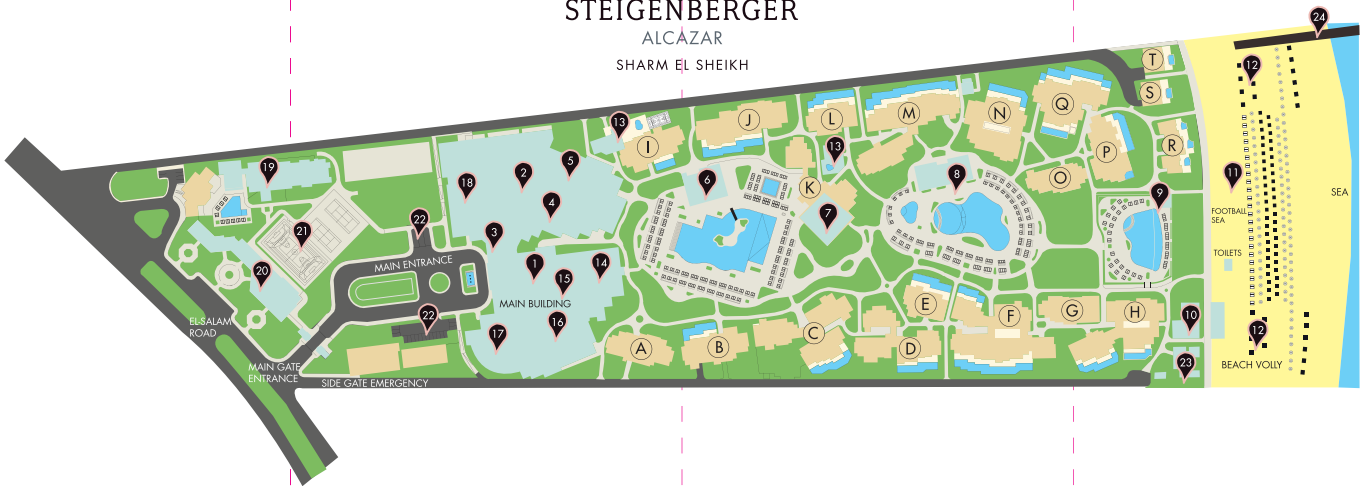 STEIGENBERGER
ALCAZAR
SHARM EL SHEIKH
24
T
12
S
Q
L
M
N
J
13
I
13
R
P
5
2
19
18
6
8
O
11
K
9
SEA
4
7
FOOTBALL
SEA
22
21
3
TOILETS
MAIN ENTRANCE
1
14
20
15
MAIN BUILDING
E
G
H
10
F
EL-SALAM
ROAD
22
17
16
C
12
A
B
D
MAIN GATE
ENTRANCE
23
BEACH VOLLY
SIDE GATE EMERGENCY